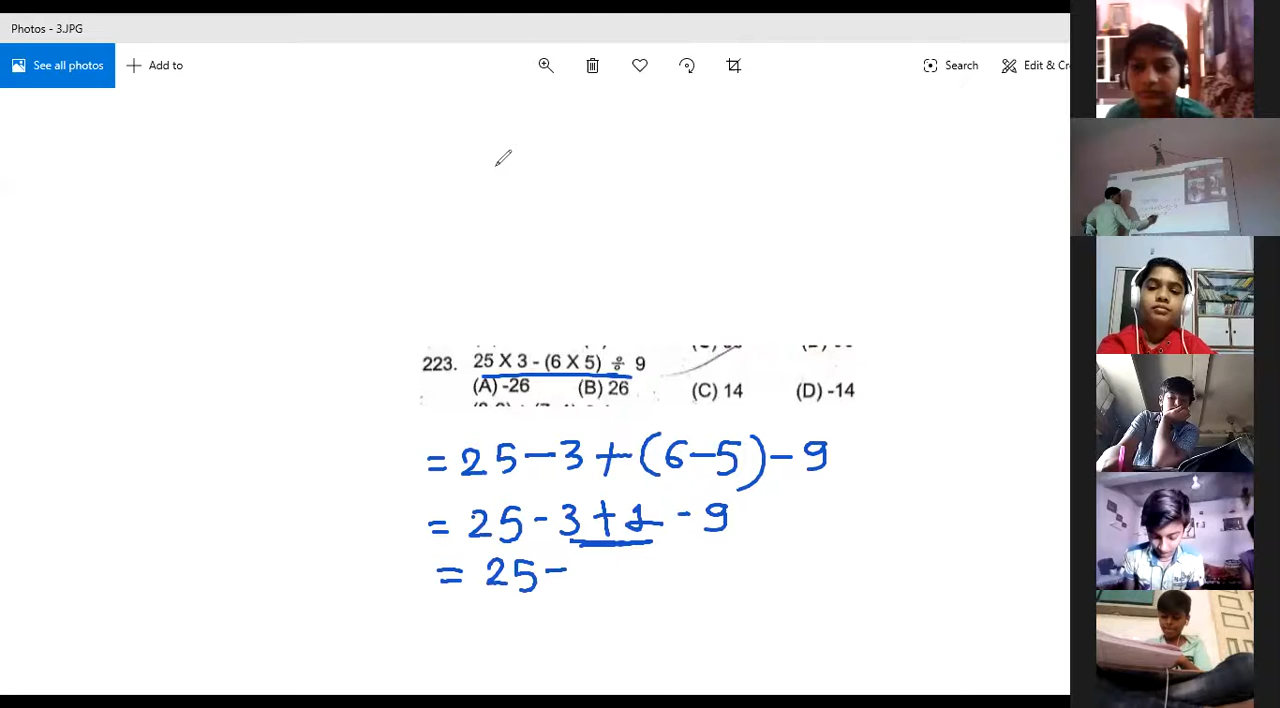 Photos - 3.JPG
See all photos
Add to
Search
Edit &
223. 25 X 3 - (6 X 5) ÷ 9
(A) -26 (B) 26 (C) 14 (D) -14
= 25 - 3 + (6 - 5) - 9
= 25 - 3 + 1 - 9
= 25 -